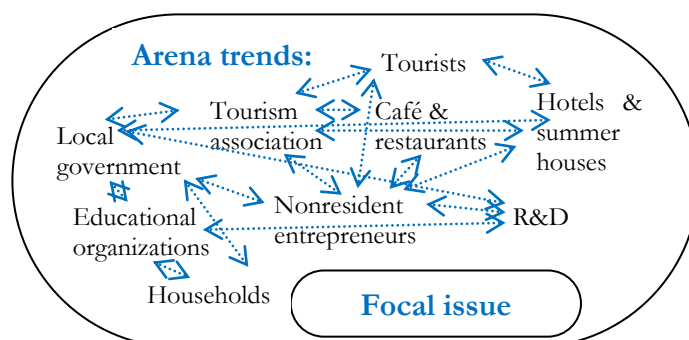 Arena trends:
Tourists
Tourism
association
Café &
restaurants
Hotels &
summer
houses
Local
government
Educational
organizations
Nonresident
entrepreneurs
R&D
Households
Focal issue